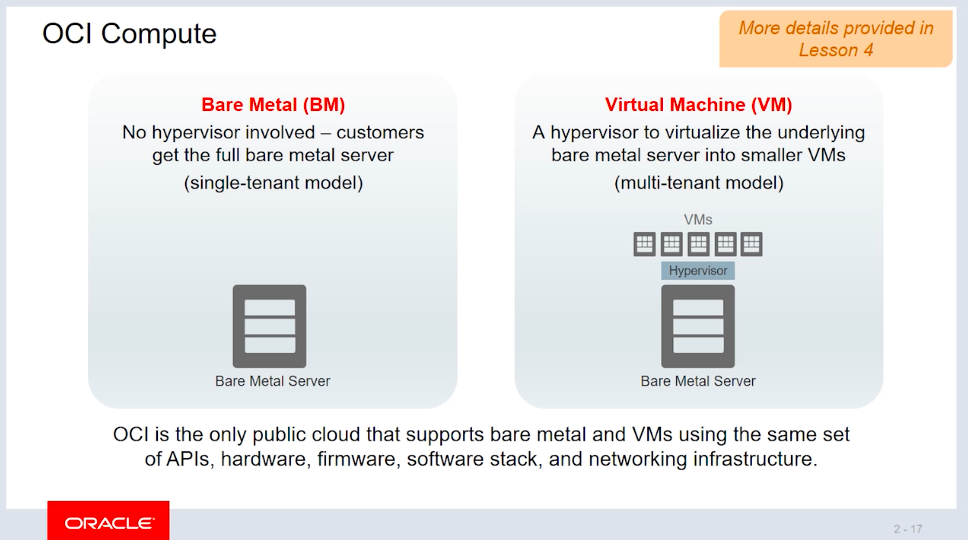 OCI Compute
More details provided in
Lesson 4
Bare Metal (BM)
No hypervisor involved – customers
get the full bare metal server
(single-tenant model)
Bare Metal Server
Virtual Machine (VM)
A hypervisor to virtualize the underlying
bare metal server into smaller VMs
(multi-tenant model)
VMs
Hypervisor
Bare Metal Server
OCI is the only public cloud that supports bare metal and VMs using the same set
of APIs, hardware, firmware, software stack, and networking infrastructure.
ORACLE
2 - 17